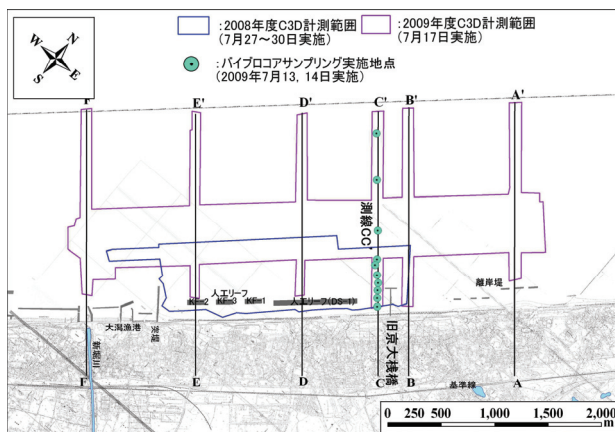 W N
S E
:2008年度C3D計測範囲
(7月27~30日実施)
:2009年度C3D計測範囲
(7月17日実施)
:バイブロコアサンプリング実施地点
(2009年7月13, 14日実施)
E' D' C' B' A'
測線CC'
人工リーフ
KF-2 KF-3 KF-1
人工リーフ(DS-1)
離岸堤
大潟漁港
突堤
新堀川
旧京大桟橋
基準線
F E D C B A
0 250 500 1,000 1,500 2,000
m